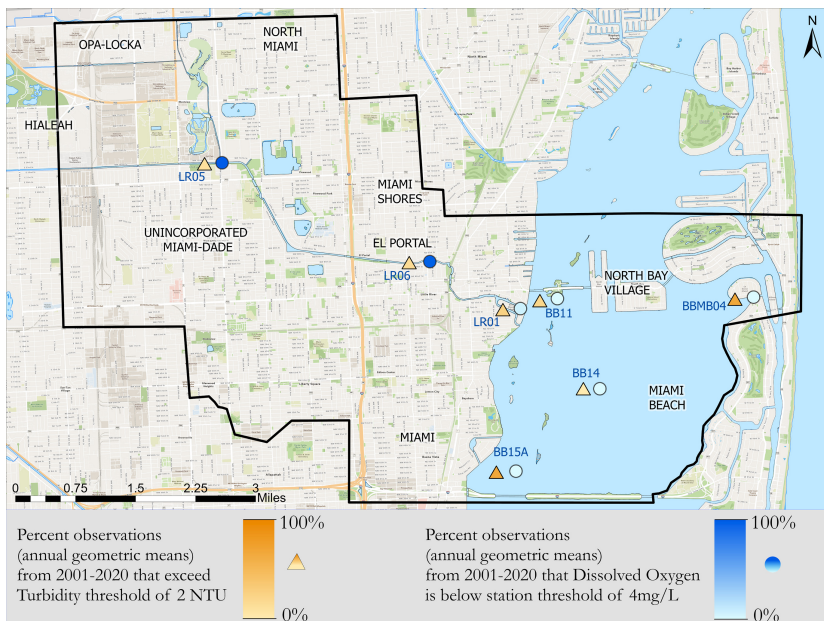 N
OPA-LOCKA
NORTH
MIAMI
HIALEAH
LR05
MIAMI
SHORES
UNINCORPORATED
MIAMI-DADE
EL PORTAL
LR06
NORTH BAY
VILLAGE
LR01
BB11
BBMB04
BB14
MIAMI
BEACH
MIAMI
BB15A
0 1.5 2.25 3
Miles
Percent observations
(annual geometric means)
from 2001-2020 that exceed
Turbidity threshold of 2 NTU
100%
0%
Percent observations
(annual geometric means)
from 2001-2020 that Dissolved Oxygen
is below station threshold of 4mg/L
100%
0%